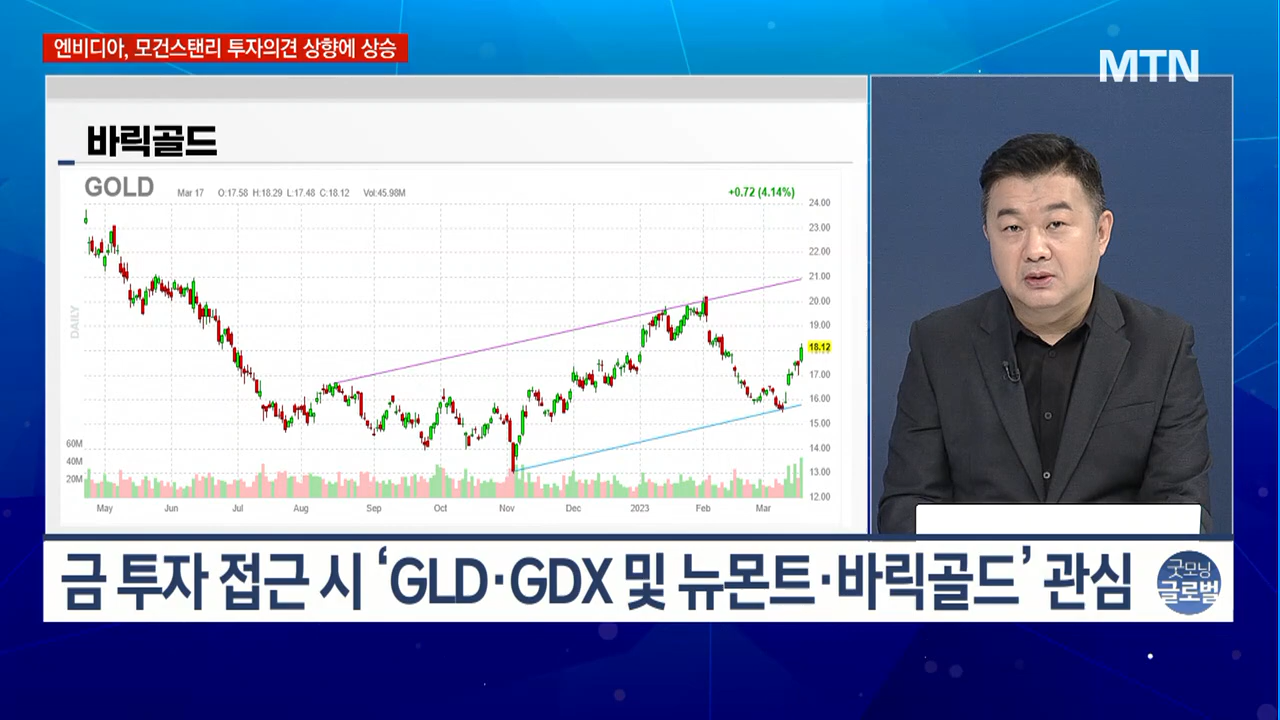 엔비디아, 모건스탠리 투자의견 상향에 상승
MTN
바릭골드
GOLD Mar 17 O:17.58 H:18.29 L:17.48 C:18.12 Vol:45.98M +0.72 (4.14%)
24.00
23.00
22.00
21.00
20.00
19.00
18.12
17.00
16.00
15.00
14.00
13.00
12.00
DAILY
60M
40M
20M
May Jun Jul Aug Sep Oct Nov Dec 2023 Feb Mar
금 투자 접근 시 ‘GLD·GDX 및 뉴몬트·바릭골드’ 관심
굿모닝
글로벌